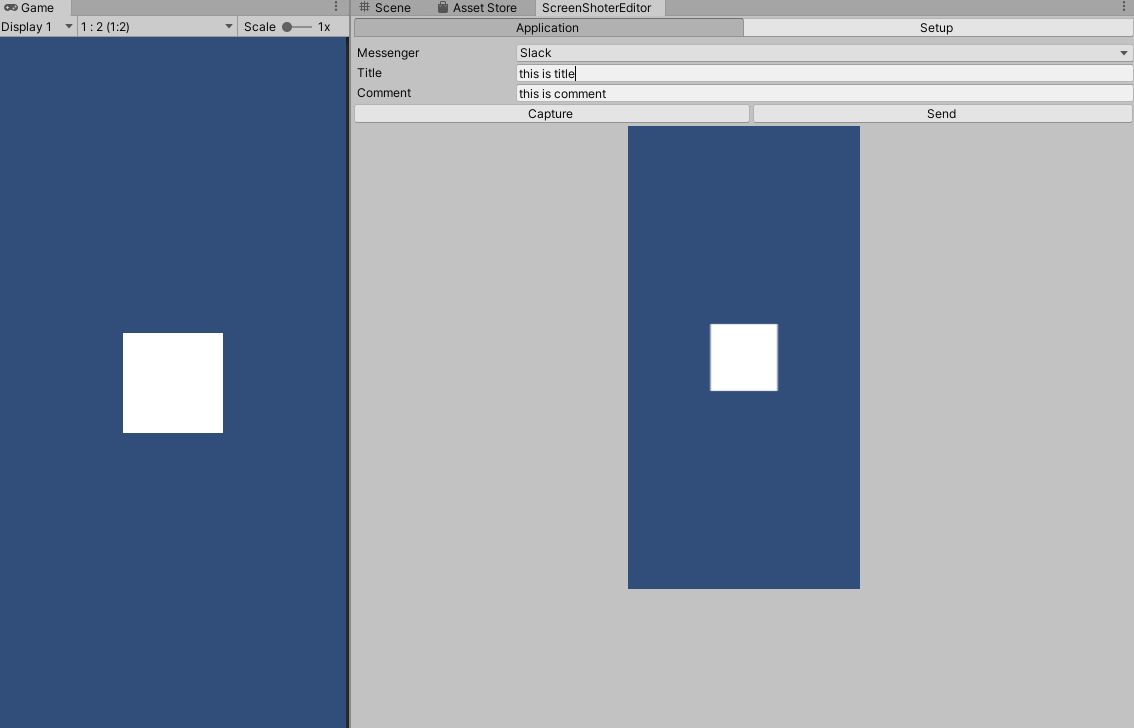 Game
Display 1 1 : 2 (1:2) Scale 1x
Scene Asset Store ScreenShoterEditor
Application Setup
Messenger Slack
Title this is title
Comment this is comment
Capture Send